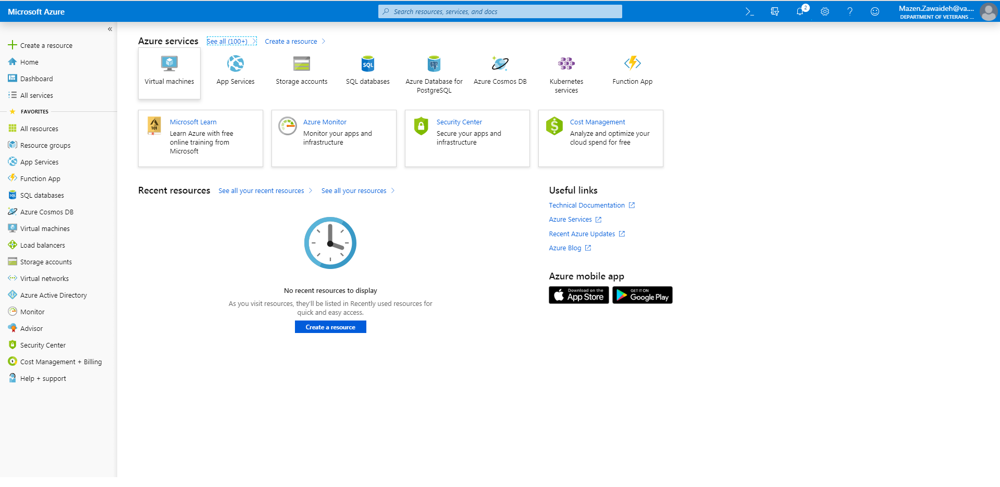 Microsoft Azure
Search resources, services, and docs
2
Mazen.Zawaideh@va....
DEPARTMENT OF VETERANS ...
«
Create a resource
Home
Dashboard
All services
FAVORITES
All resources
Resource groups
App Services
Function App
SQL databases
Azure Cosmos DB
Virtual machines
Load balancers
Storage accounts
Virtual networks
Azure Active Directory
Monitor
Advisor
Security Center
Cost Management + Billing
Help + support
Azure services See all (100+) Create a resource
Virtual machines
App Services
Storage accounts
SQL
SQL databases
Azure Database for
PostgreSQL
Azure Cosmos DB
Kubernetes
services
Function App
101
Microsoft Learn
Learn Azure with free
online training from
Microsoft
Azure Monitor
Monitor your apps and
infrastructure
Security Center
Secure your apps and
infrastructure
$
Cost Management
Analyze and optimize your
cloud spend for free
Recent resources See all your recent resources See all your resources
No recent resources to display
As you visit resources, they'll be listed in Recently used resources for
quick and easy access.
Create a resource
Useful links
Technical Documentation
Azure Services
Recent Azure Updates
Azure Blog
Azure mobile app
Download on the
App Store
GET IT ON
Google Play